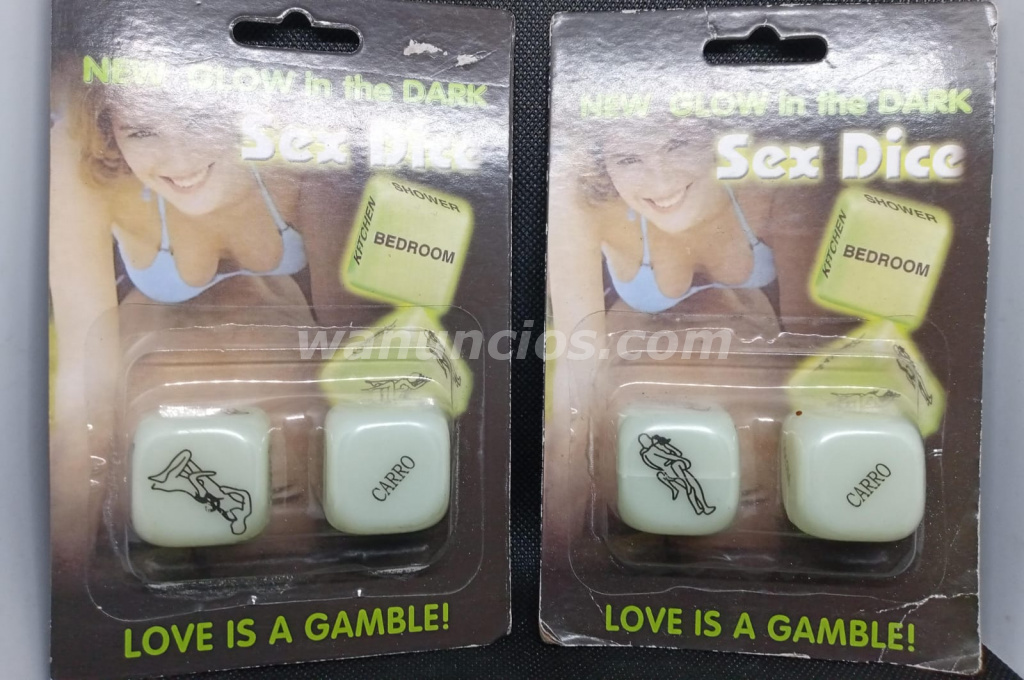 NEW GLOW in the DARK
Sex Dice
SHOWER
KITCHEN
BEDROOM
CARRO
LOVE IS A GAMBLE!
NEW GLOW in the DARK
Sex Dice
SHOWER
KITCHEN
BEDROOM
CARRO
LOVE IS A GAMBLE!
wanuncios.com